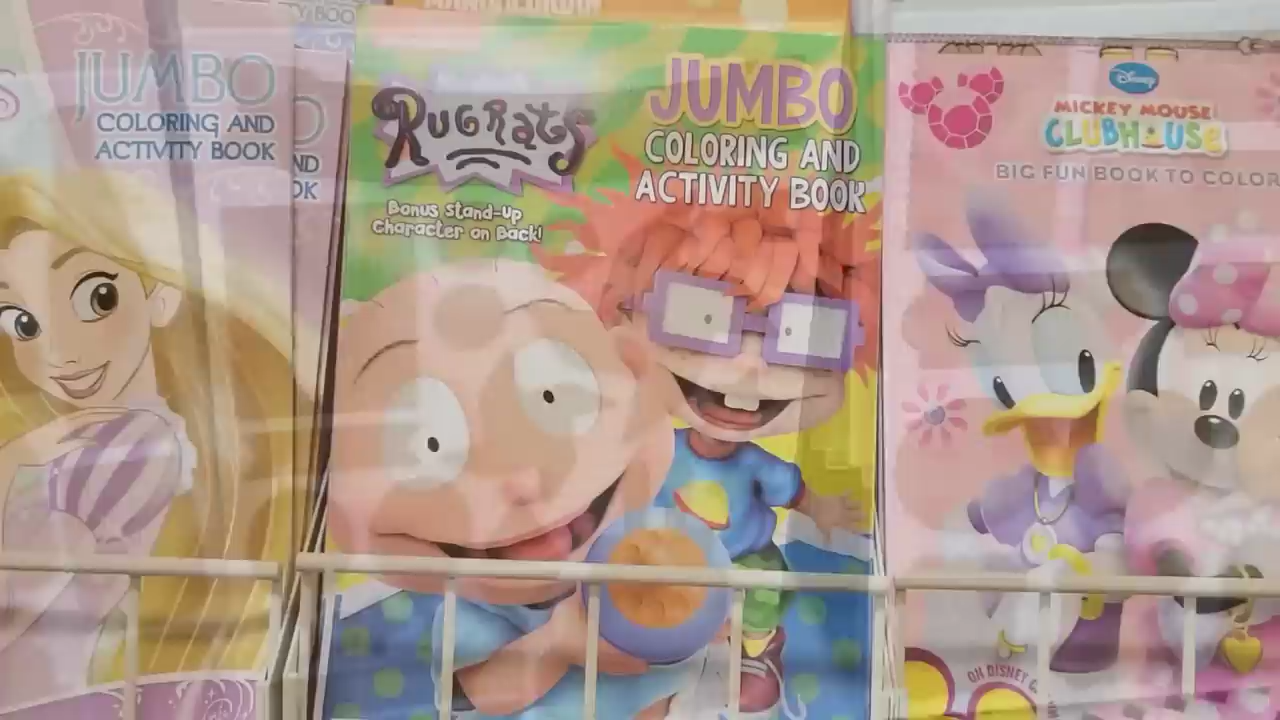 JUMBO
COLORING AND
ACTIVITY BOOK
Rugrats
Bonus Stand-Up
Character on Back!
JUMBO
COLORING AND
ACTIVITY BOOK
Disney
MICKEY MOUSE
CLUBHOUSE
BIG FUN BOOK TO COLOR